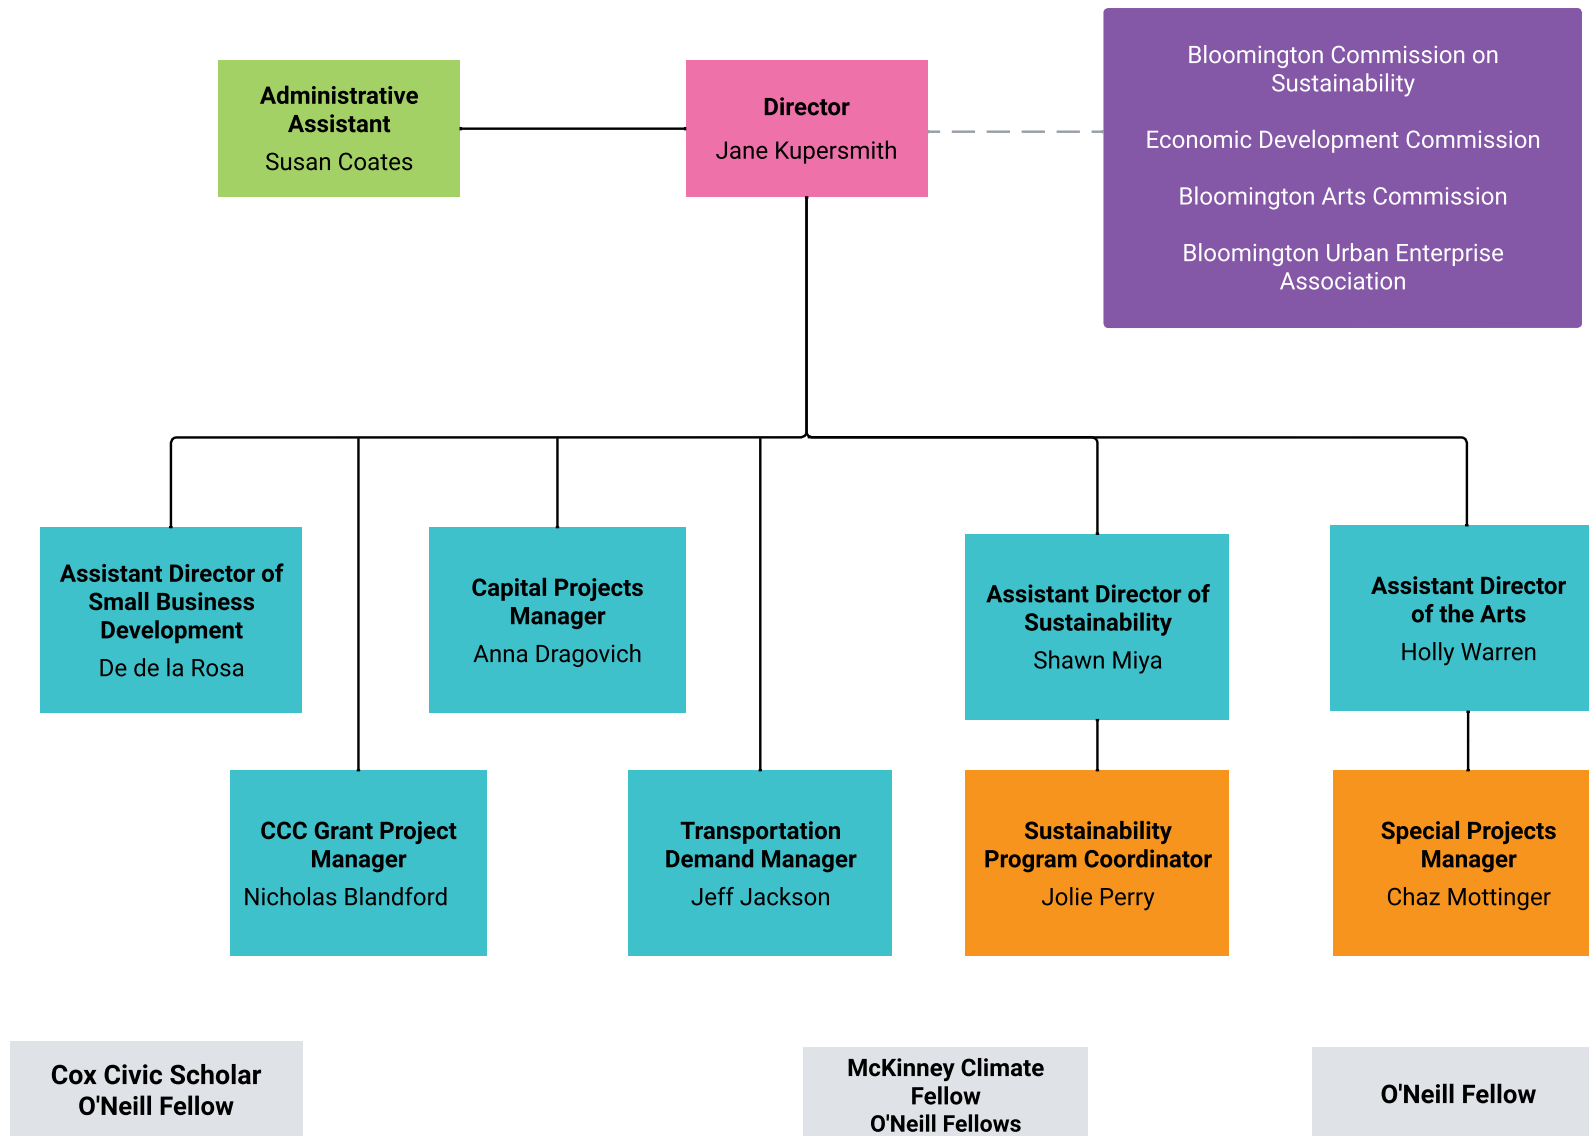 Administrative
Assistant
Susan Coates
Director
Jane Kupersmith
Bloomington Commission on
Sustainability
Economic Development Commission
Bloomington Arts Commission
Bloomington Urban Enterprise
Association
Assistant Director of
Small Business
Development
De de la Rosa
Capital Projects
Manager
Anna Dragovich
Assistant Director of
Sustainability
Shawn Miya
Assistant Director
of the Arts
Holly Warren
CCC Grant Project
Manager
Nicholas Blandford
Transportation
Demand Manager
Jeff Jackson
Sustainability
Program Coordinator
Jolie Perry
Special Projects
Manager
Chaz Mottinger
Cox Civic Scholar
O'Neill Fellow
McKinney Climate
Fellow
O'Neill Fellows
O'Neill Fellow